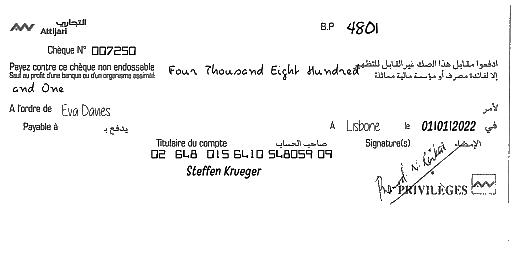 التجاري
Attijari
B.P 4801
Chèque N° 007250
Payez contre ce chèque non endossable
Four Thousand Eight Hundred
ادفعوا مقابل هذا الصك غير القابل للتظهير
Sauf au profit d'une banque ou d'un organisme assimilé
إلا لفائدة مصرف أو مؤسسة مالية مماثلة
and One
A l'ordre de Eva Davies
لأمر
Payable à
يدفع بـ
A Lisbone le 01/01/2022 في
Titulaire du compte صاحب الحساب
Signature(s) الإمضاء
02 648 015 6410 548059 09
Steffen Krueger
PRIVILÈGES